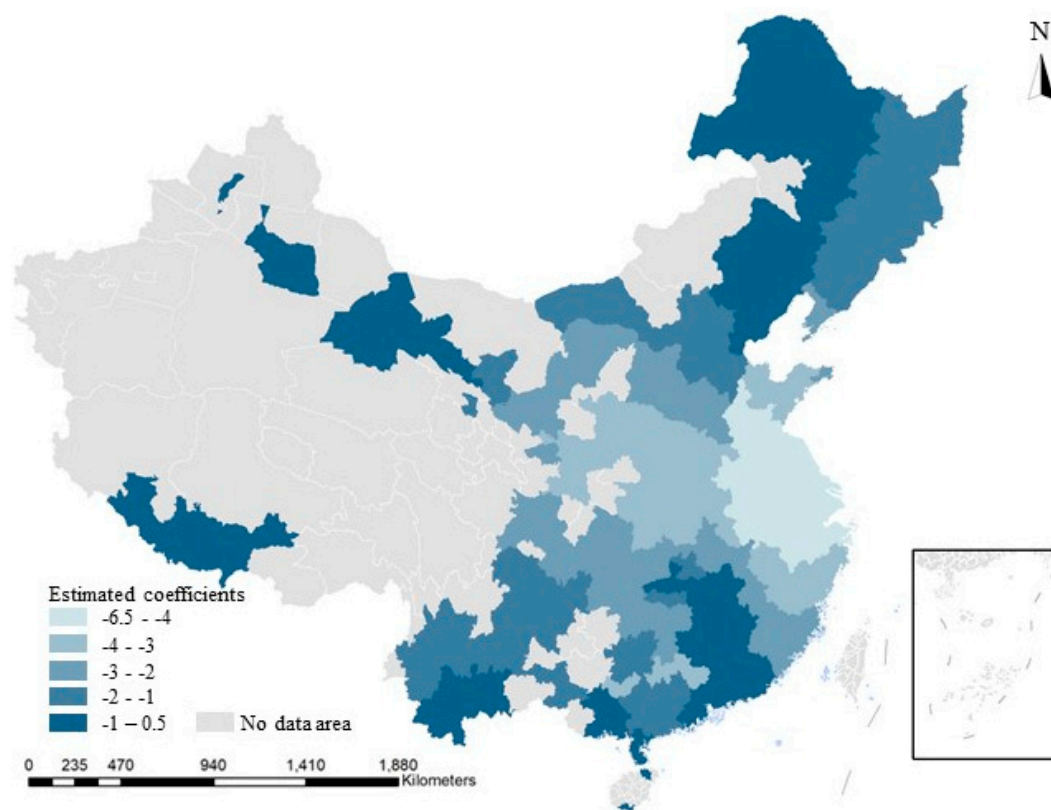 N
Estimated coefficients
-6.5 - -4
-4 - -3
-3 - -2
-2 - -1
-1 – 0.5
No data area
0 235 470 940 1,410 1,880
Kilometers